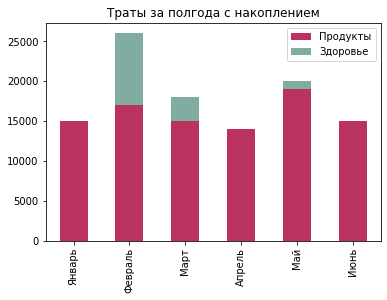 Траты за полгода с накоплением
Продукты
Здоровье
25000
20000
15000
10000
5000
0
Январь
Февраль
Март
Апрель
Май
Июнь